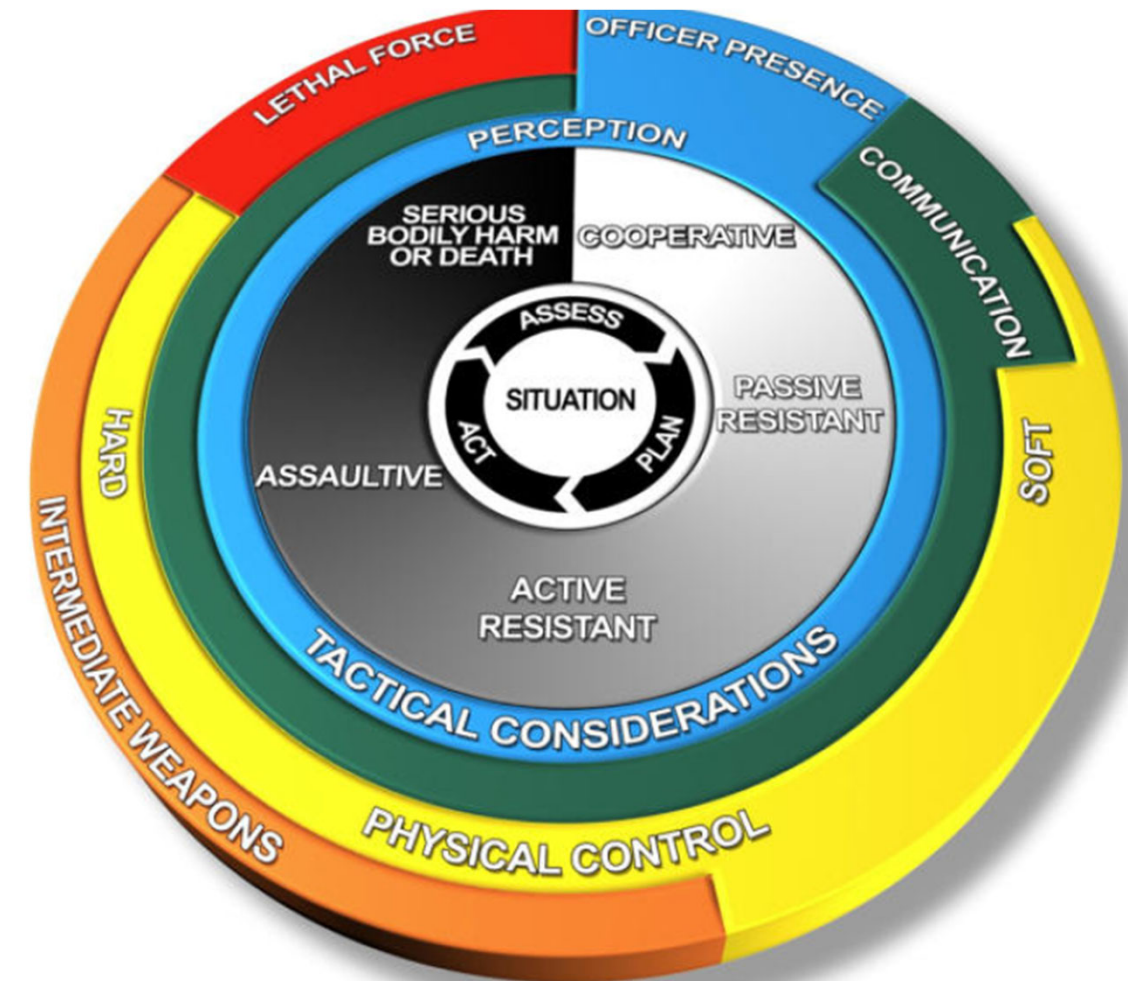 LETHAL FORCE
OFFICER PRESENCE
COMMUNICATION
PERCEPTION
SERIOUS
BODILY HARM
OR DEATH
COOPERATIVE
ASSESS
SITUATION
PLAN
ACT
PASSIVE
RESISTANT
ASSAULTIVE
ACTIVE
RESISTANT
HARD
SOFT
TACTICAL CONSIDERATIONS
INTERMEDIATE WEAPONS
PHYSICAL CONTROL